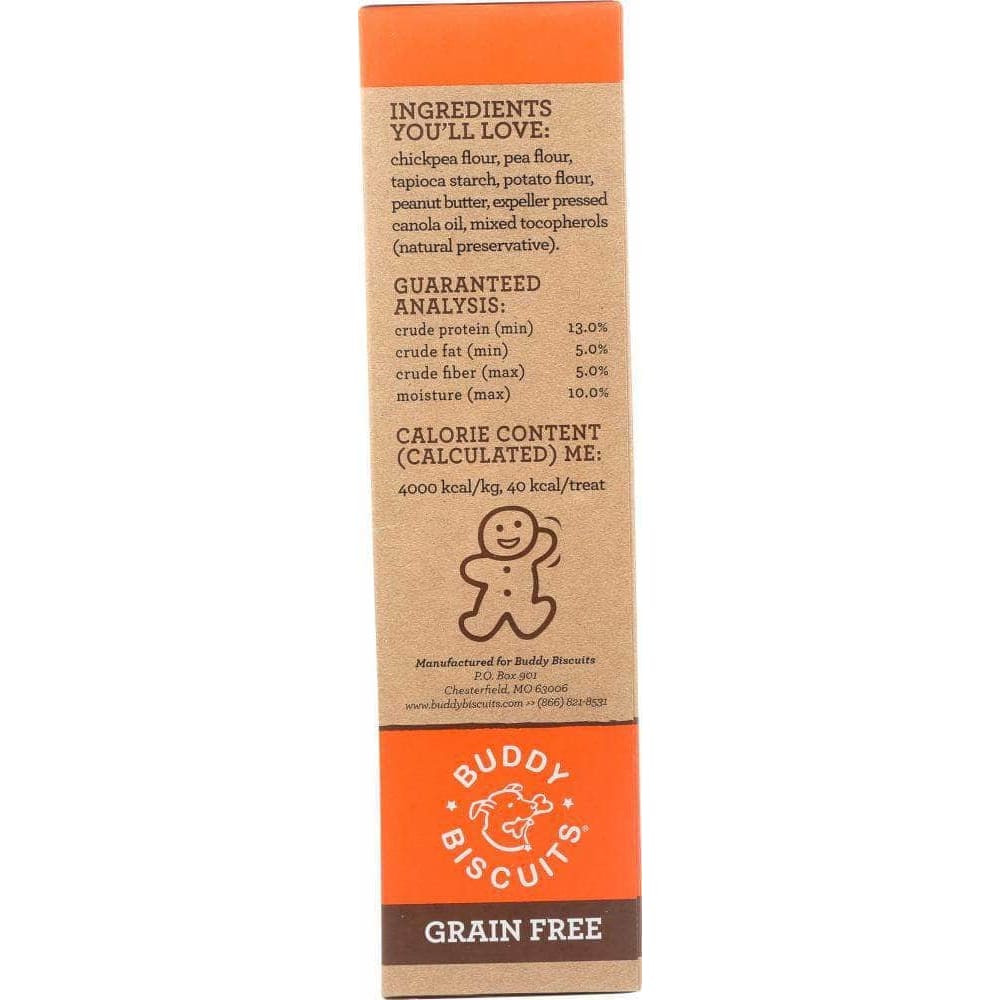 INGREDIENTS
YOU'LL LOVE:
chickpea flour, pea flour,
tapioca starch, potato flour,
peanut butter, expeller pressed
canola oil, mixed tocopherols
(natural preservative).
GUARANTEED
ANALYSIS:
crude protein (min) 13.0%
crude fat (min) 5.0%
crude fiber (max) 5.0%
moisture (max) 10.0%
CALORIE CONTENT
(CALCULATED) ME:
4000 kcal/kg, 40 kcal/treat
Manufactured for Buddy Biscuits
P.O. Box 901
Chesterfield, MO 63006
www.buddybiscuits.com >> (866) 821-8531
BUDDY
BISCUITS®
GRAIN FREE